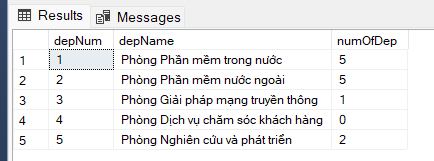 Results Messages
depNum depName numOfDep
1 1 Phòng Phần mềm trong nước 5
2 2 Phòng Phần mềm nước ngoài 5
3 3 Phòng Giải pháp mạng truyền thông 1
4 4 Phòng Dịch vụ chăm sóc khách hàng 0
5 5 Phòng Nghiên cứu và phát triển 2